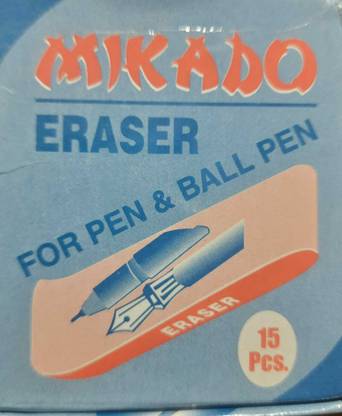 MIKADO
ERASER
FOR PEN & BALL PEN
ERASER
15
Pcs.